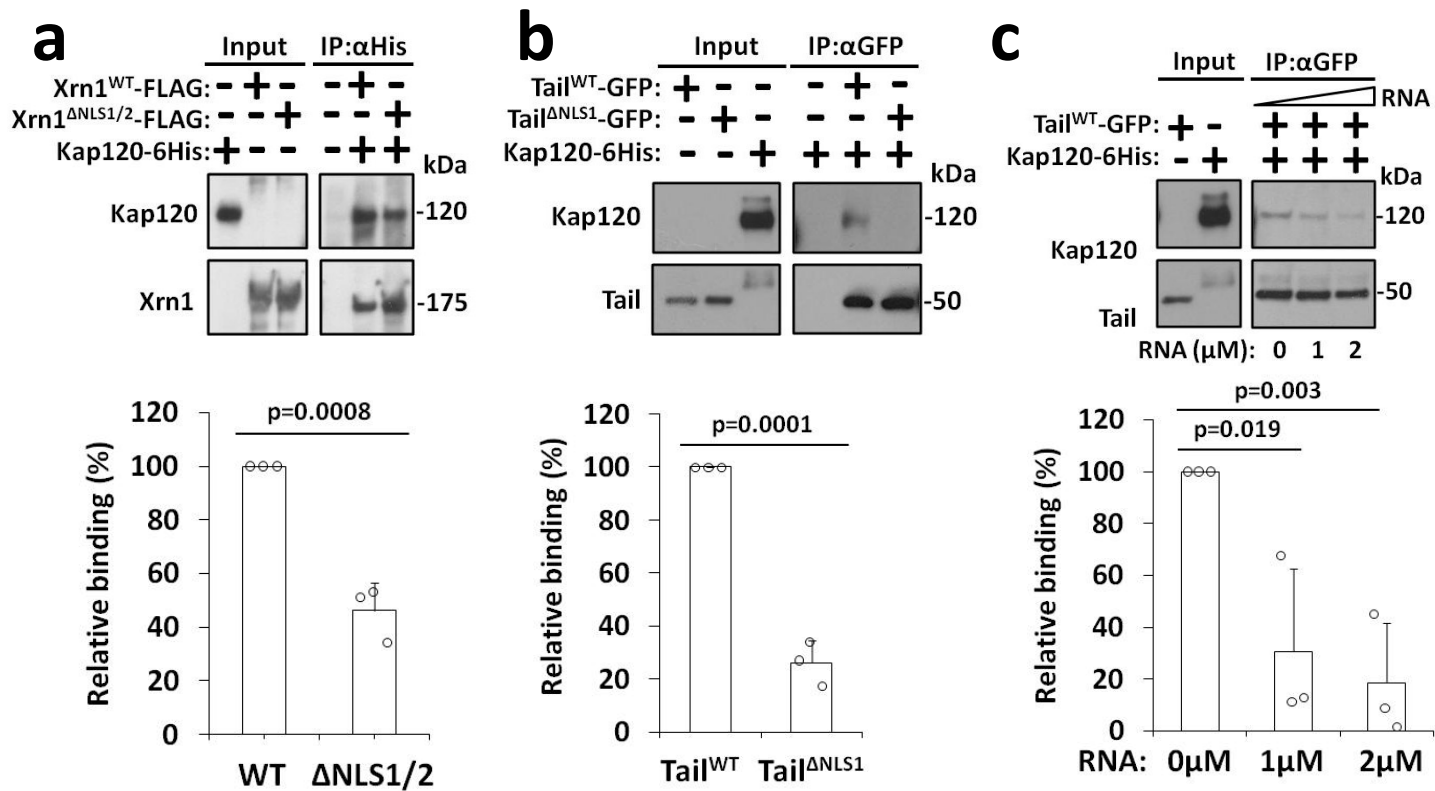 a
Input IP:αHis
Xrn1WT-FLAG: - + - - + -
Xrn1ΔNLS1/2-FLAG: - - + - - +
Kap120-6His: + - - - + +
kDa
Kap120 -120
Xrn1 -175
p=0.0008
Relative binding (%)
120
100
80
60
40
20
0
WT ΔNLS1/2
b
Input IP:αGFP
TailWT-GFP: + - - - + -
TailΔNLS1-GFP: - + - - - +
Kap120-6His: - - + + + +
kDa
Kap120 -120
Tail -50
p=0.0001
Relative binding (%)
120
100
80
60
40
20
0
TailWT TailΔNLS1
c
Input IP:αGFP
RNA
TailWT-GFP: + - + + +
Kap120-6His: - + + + +
kDa
-120
Kap120
-50
Tail
RNA (μM): 0 1 2
p=0.003
p=0.019
Relative binding (%)
120
100
80
60
40
20
0
RNA: 0μM 1μM 2μM